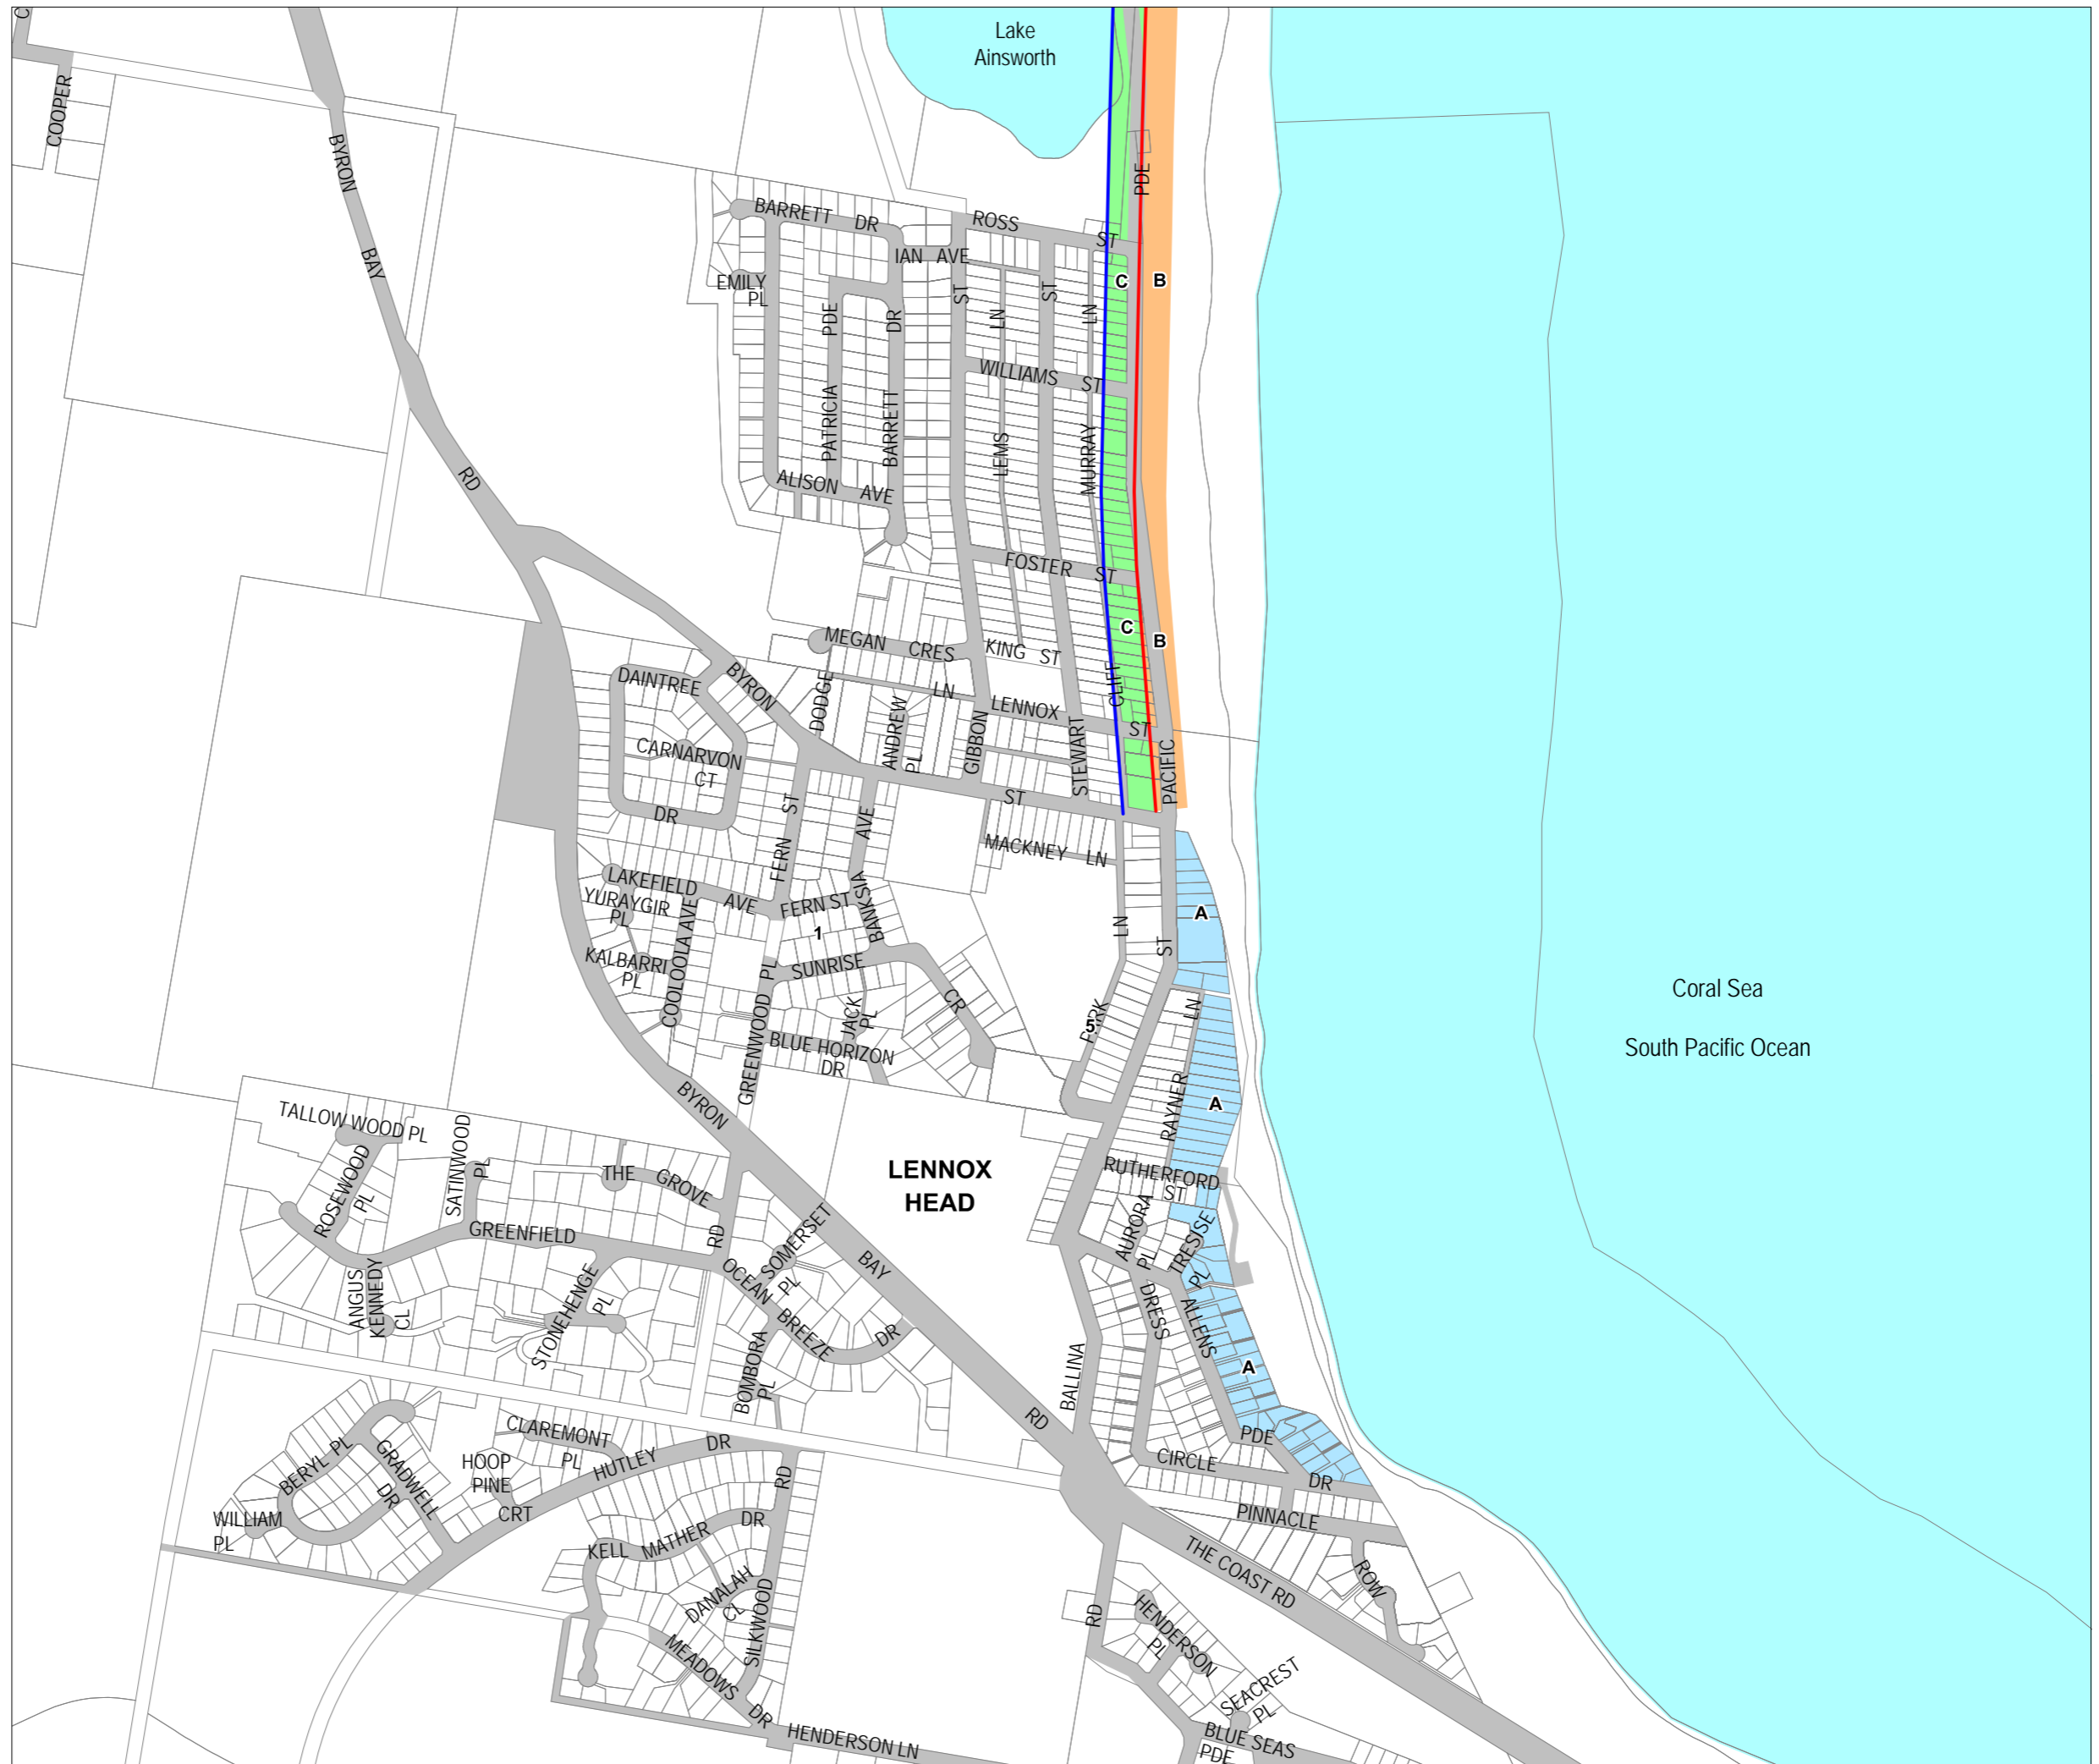 C
Lake
Ainsworth
COOPER
BYRON
PDE
BARRETT DR
ROSS
ST
IAN AVE
BAY
EMILY
PL
C
B
ST
ST
LN
LN
PDE
DR
WILLIAMS ST
PATRICIA
BARRETT
LEMS
MURRAY
RD
ALISON AVE
FOSTER ST
C
B
MEGAN CRES
KING ST
DAINTREE
BYRON
DODGE
LN
CLIFF
LENNOX
ST
ANDREW
PL
GIBBON
STEWART
PACIFIC
CARNARVON
CT
DR
ST
ST
AVE
MACKNEY LN
FERN
LAKEFIELD
AVE
FERN ST
BANKSIA
YURAYGIR
PL
A
1
LN
ST
COOLOOLA AVE
KALBARRI
PL
PL
SUNRISE
Coral Sea
CR
GREENWOOD
JACK
PL
LN
PARK
5
South Pacific Ocean
BLUE HORIZON
DR
BYRON
RAYNER
A
TALLOW WOOD PL
ROSEWOOD
PL
SATINWOOD
PL
THE GROVE
LENNOX
HEAD
RUTHERFORD
ST
GREENFIELD
RD
SOMERSET
PL
AURORA
PL
TRESISE
PL
BAY
OCEAN BREEZE DR
ANGUS
KENNEDY
CL
STONEHENGE
PL
DRESS
ALLENS
BOMBORA
PL
BALLINA
A
CLAREMONT
PL
RD
PDE
BERYL PL
GRADWELL
DR
HOOP
PINE
CRT
HUTLEY
DR
CIRCLE
DR
RD
WILLIAM
PL
PINNACLE
KELL MATHER DR
THE COAST RD
ROW
DANALAH
CL
SILKWOOD
RD
HENDERSON
PL
MEADOWS
DR
SEACREST
PL
HENDERSON LN
BLUE SEAS
PDE